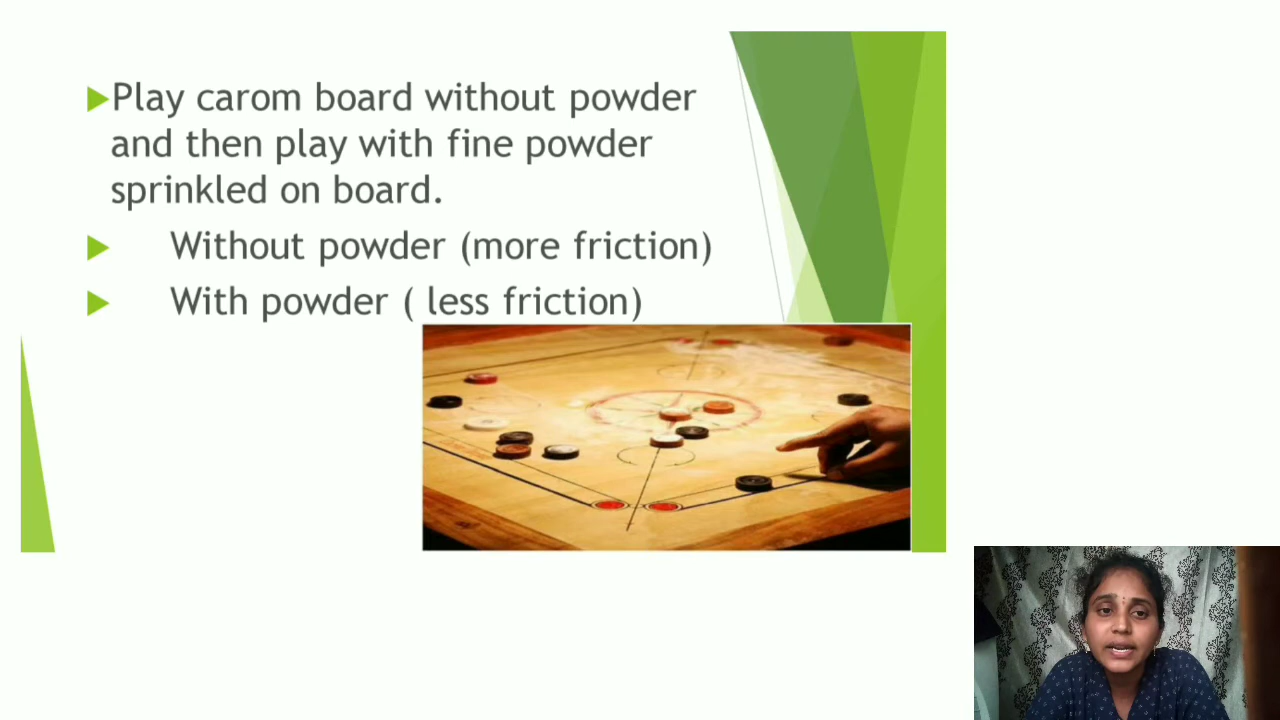 Play carom board without powder
and then play with fine powder
sprinkled on board.
Without powder (more friction)
With powder ( less friction)